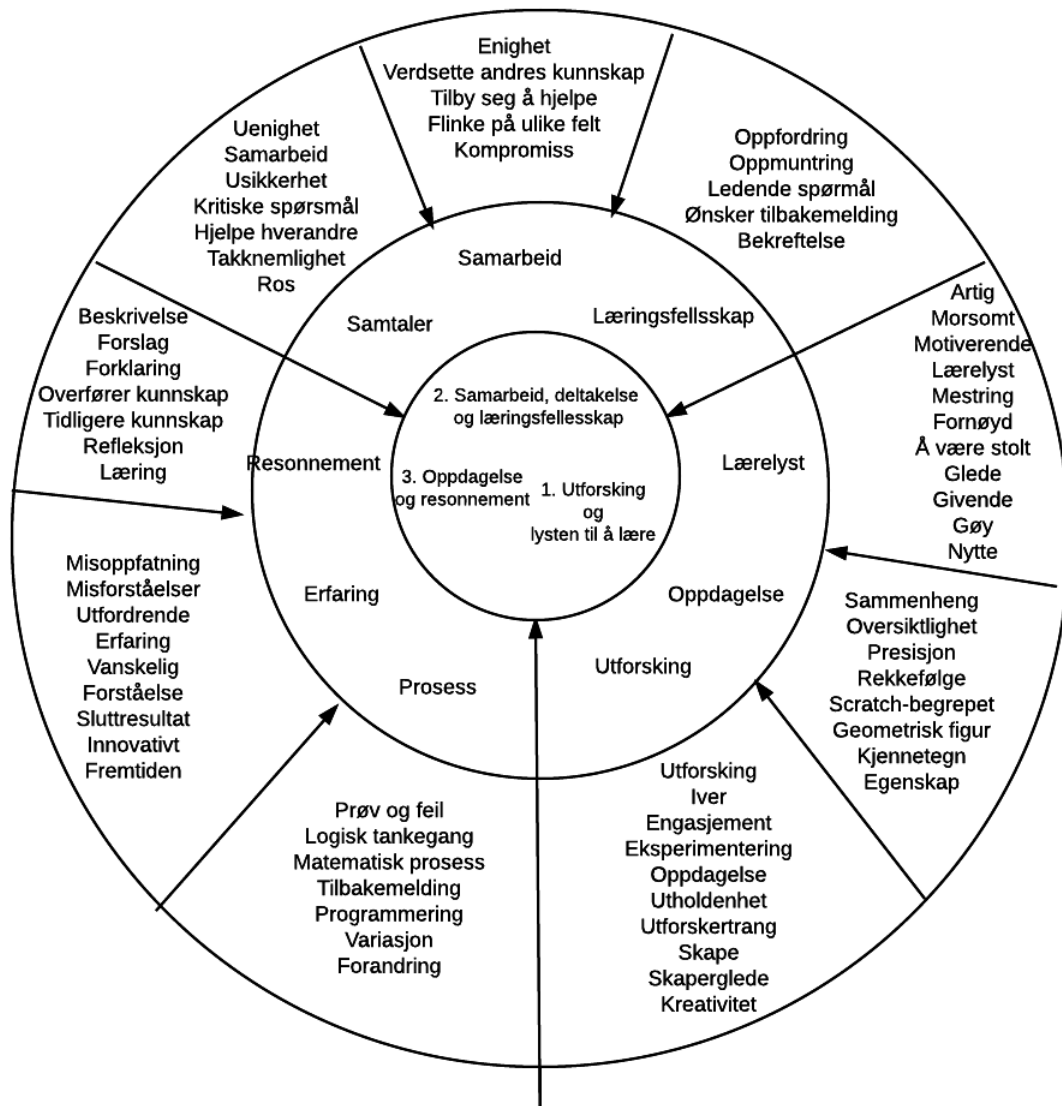 Enighet
Verdsette andres kunnskap
Tilby seg å hjelpe
Flinke på ulike felt
Kompromiss
Oppfordring
Oppmuntring
Ledende spørmål
Ønsker tilbakemelding
Bekreftelse
Artig
Morsomt
Motiverende
Lærelyst
Mestring
Fornøyd
Å være stolt
Glede
Givende
Gøy
Nytte
Sammenheng
Oversiktlighet
Presisjon
Rekkefølge
Scratch-begrepet
Geometrisk figur
Kjennetegn
Egenskap
Utforsking
Iver
Engasjement
Eksperimentering
Oppdagelse
Utholdenhet
Utforskertrang
Skape
Skaperglede
Kreativitet
Prøv og feil
Logisk tankegang
Matematisk prosess
Tilbakemelding
Programmering
Variasjon
Forandring
Misoppfatning
Misforståelser
Utfordrende
Erfaring
Vanskelig
Forståelse
Sluttresultat
Innovativt
Fremtiden
Beskrivelse
Forslag
Forklaring
Overfører kunnskap
Tidligere kunnskap
Refleksjon
Læring
Uenighet
Samarbeid
Usikkerhet
Kritiske spørsmål
Hjelpe hverandre
Takknemlighet
Ros
Samarbeid
Læringsfellsskap
Lærelyst
Oppdagelse
Utforsking
Prosess
Erfaring
Resonnement
Samtaler
2. Samarbeid, deltakelse
og læringsfellesskap
3. Oppdagelse
og resonnement
1. Utforsking
og
lysten til å lære